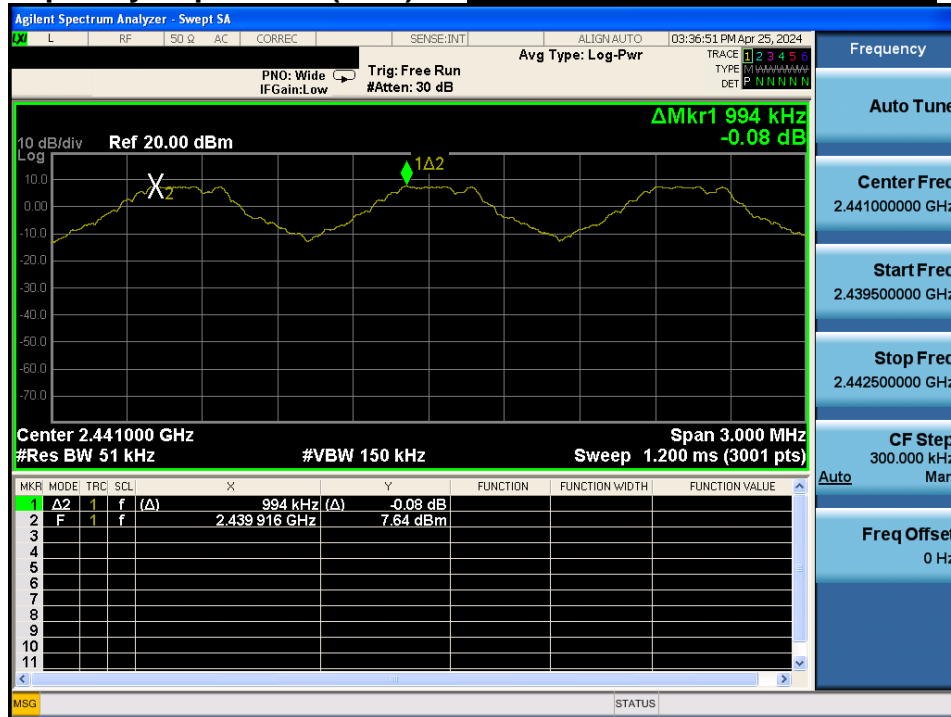 Agilent Spectrum Analyzer - Swept SA
LXI L RF 50 Ω AC CORREC SENSE:INT ALIGN AUTO 03:36:51 PM Apr 25, 2024
Frequency
PNO: Wide Trig: Free Run Avg Type: Log-Pwr TRACE 1 2 3 4 5 6
TYPE M
IFGain:Low #Atten: 30 dB DET P N N N N N
Auto Tune
ΔMkr1 994 kHz
-0.08 dB
10 dB/div Ref 20.00 dBm
Log
1Δ2
10.0
X2
0.00
-10.0
-20.0
-30.0
-40.0
-50.0
-60.0
-70.0
Center Freq
2.441000000 GHz
Start Freq
2.439500000 GHz
Stop Freq
2.442500000 GHz
Center 2.441000 GHz Span 3.000 MHz
#Res BW 51 kHz #VBW 150 kHz Sweep 1.200 ms (3001 pts)
CF Step
300.000 kHz
Auto Man
MKR MODE TRC SCL X Y FUNCTION FUNCTION WIDTH FUNCTION VALUE
1 Δ2 1 f (Δ) 994 kHz (Δ) -0.08 dB
2 F 1 f 2.439 916 GHz 7.64 dBm
3
4
5
6
7
8
9
10
11
Freq Offset
0 Hz
MSG STATUS